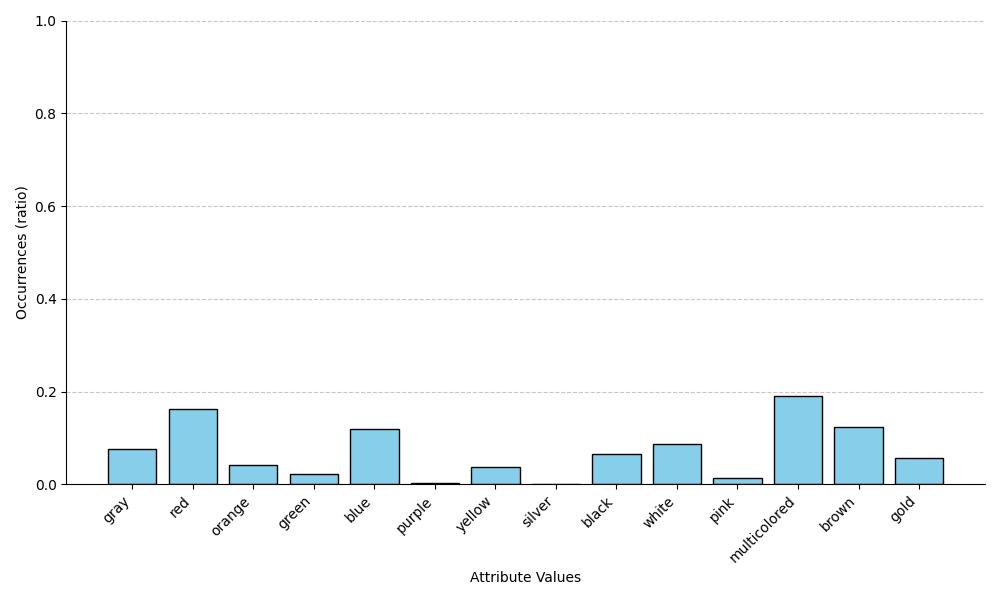 1.0
0.8
0.6
0.4
0.2
0.0
Occurrences (ratio)
gray
red
orange
green
blue
purple
yellow
silver
black
white
pink
multicolored
brown
gold
Attribute Values